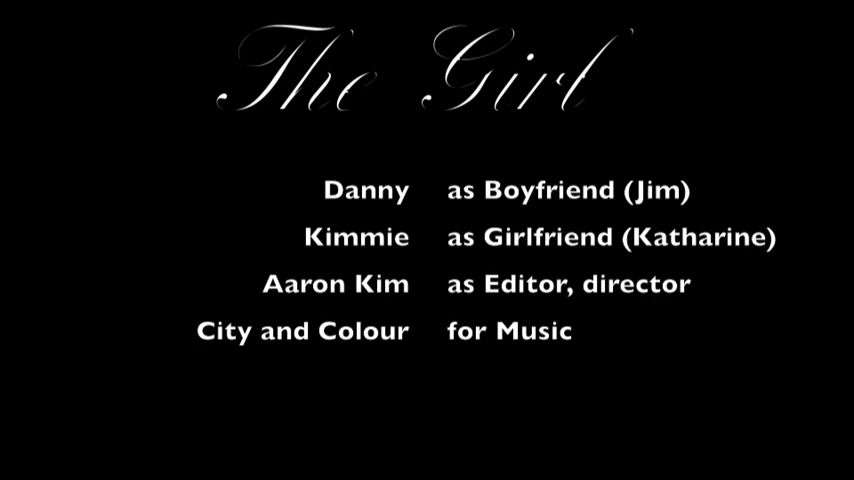 The Girl
Danny as Boyfriend (Jim)
Kimmie as Girlfriend (Katharine)
Aaron Kim as Editor, director
City and Colour for Music